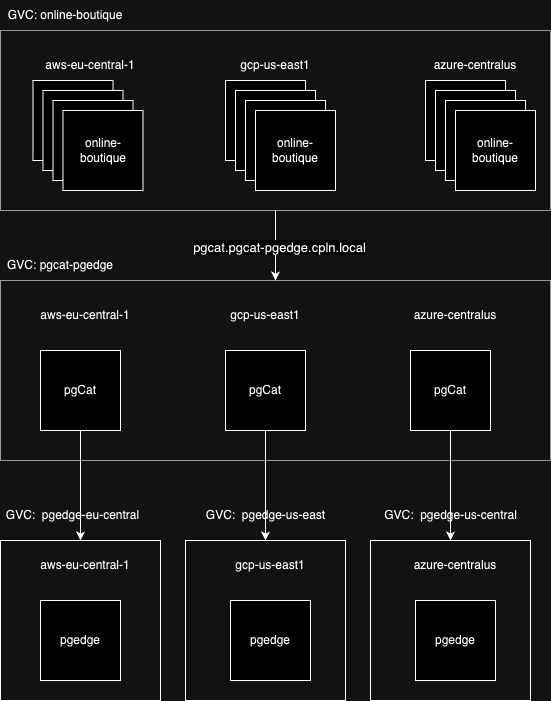 GVC: online-boutique
aws-eu-central-1
gcp-us-east1
azure-centralus
online-
boutique
online-
boutique
online-
boutique
pgcat.pgcat-pgedge.cpln.local
GVC: pgcat-pgedge
aws-eu-central-1
gcp-us-east1
azure-centralus
pgCat
pgCat
pgCat
GVC: pgedge-eu-central
GVC: pgedge-us-east
GVC: pgedge-us-central
aws-eu-central-1
gcp-us-east1
azure-centralus
pgedge
pgedge
pgedge